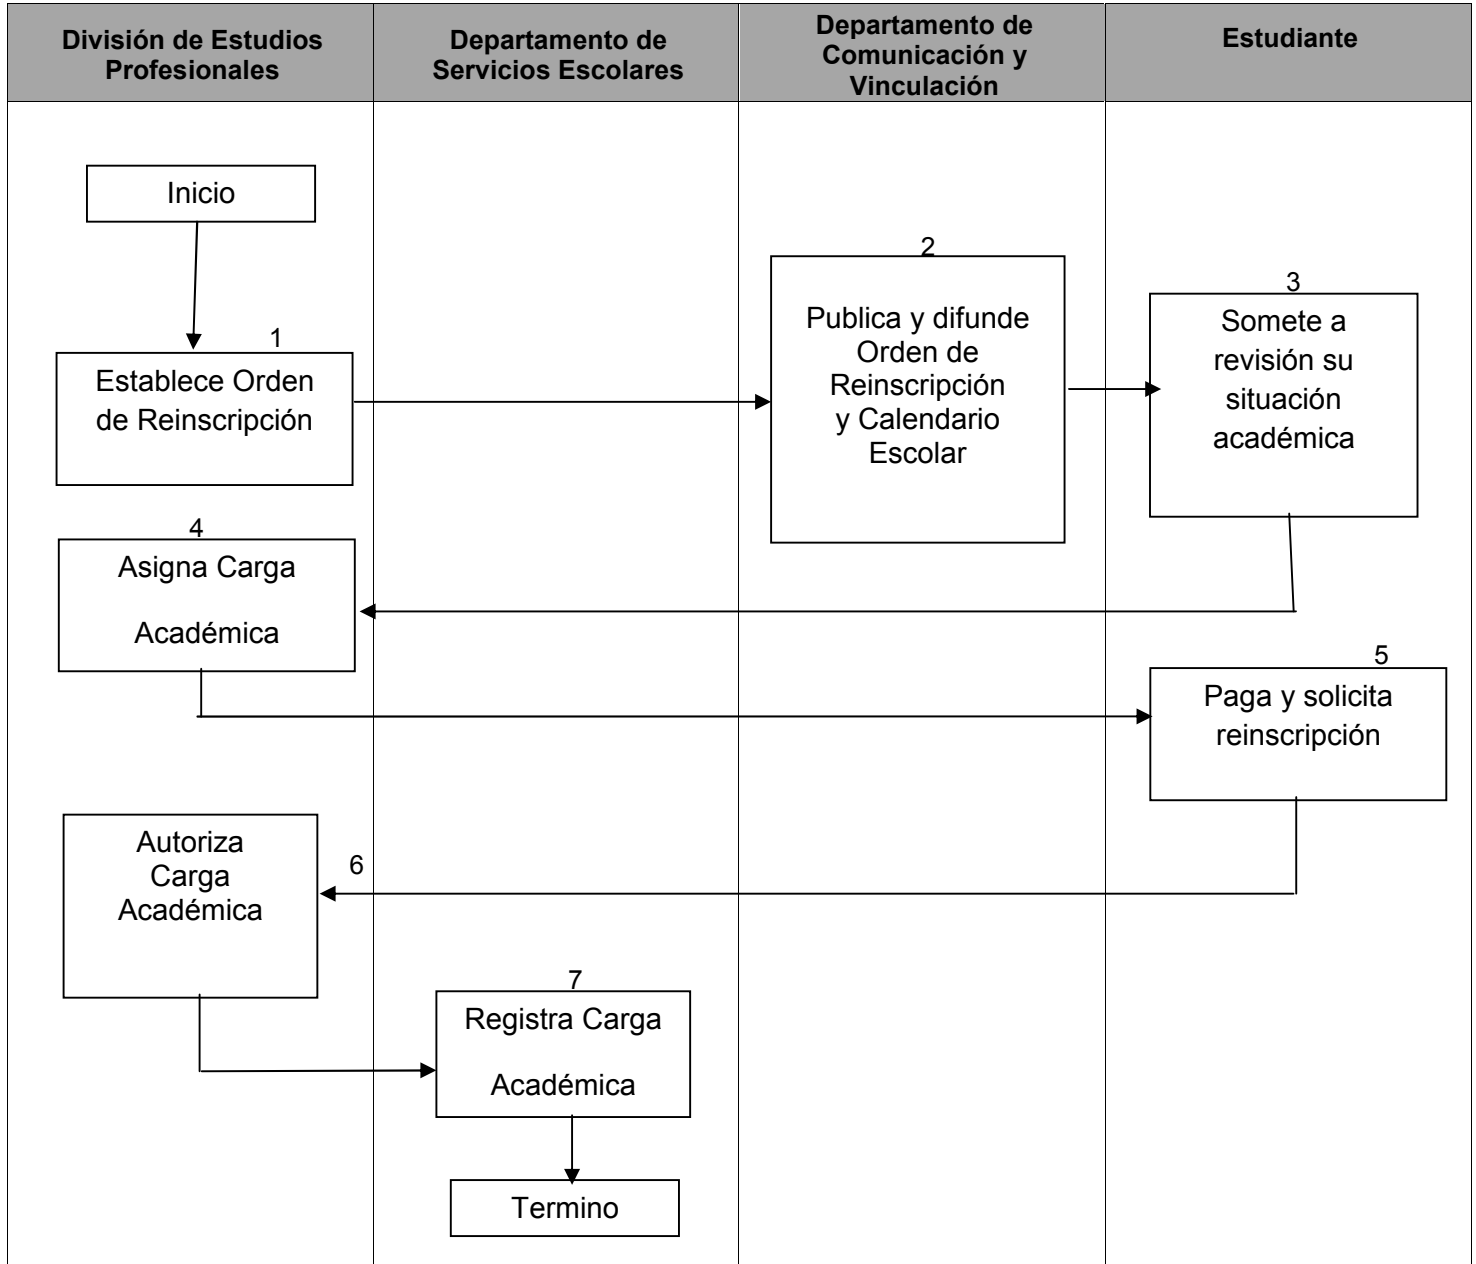 División de Estudios
Profesionales
Departamento de
Servicios Escolares
Departamento de
Comunicación y
Vinculación
Estudiante
Inicio
1
Establece Orden
de Reinscripción
2
Publica y difunde
Orden de
Reinscripción
y Calendario
Escolar
3
Somete a
revisión su
situación
académica
4
Asigna Carga
Académica
5
Paga y solicita
reinscripción
6
Autoriza
Carga
Académica
7
Registra Carga
Académica
Termino